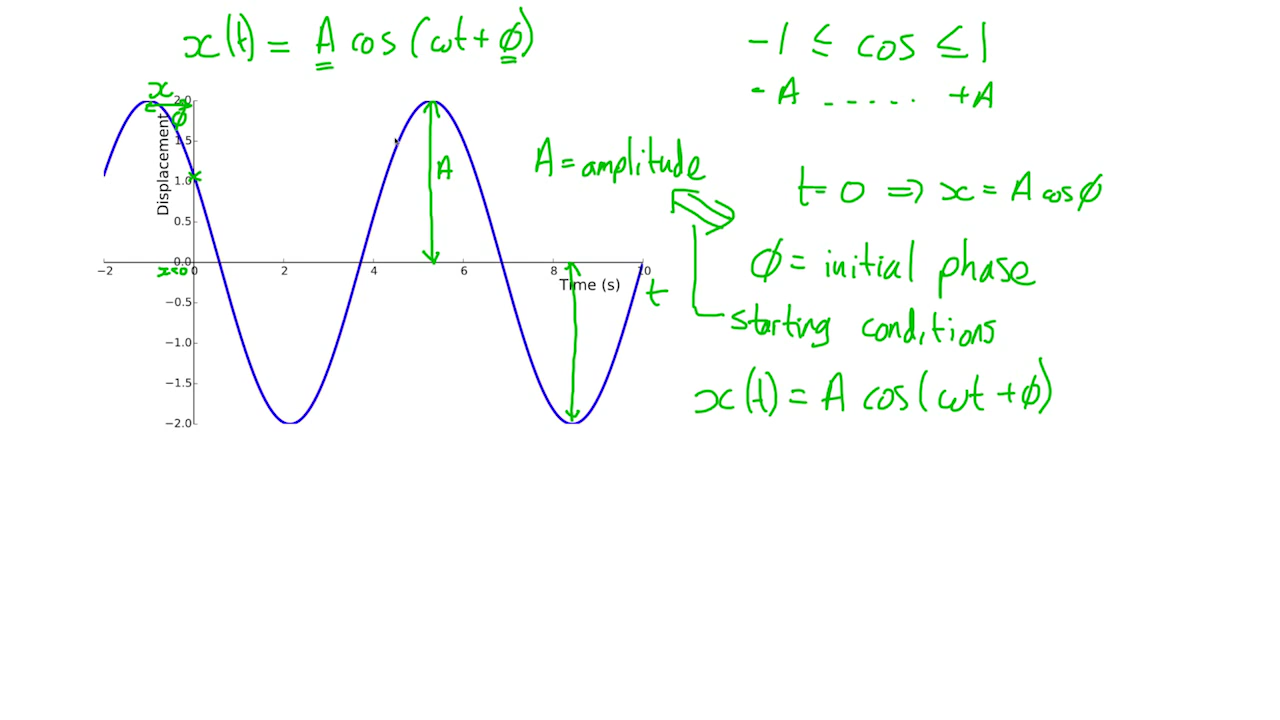 x(t) = A cos (ωt + ϕ)
-1 ≤ cos ≤ 1
-A ...... +A
x
ϕ
Displacement
2.0
1.5
1.0
0.5
0.0
−0.5
−1.0
−1.5
−2.0
A
A = amplitude
t = 0 ⇒ x = A cos ϕ
ϕ = initial phase
starting conditions
x(t) = A cos (ωt + ϕ)
−2 0 2 4 6 8 10
Time (s)
t